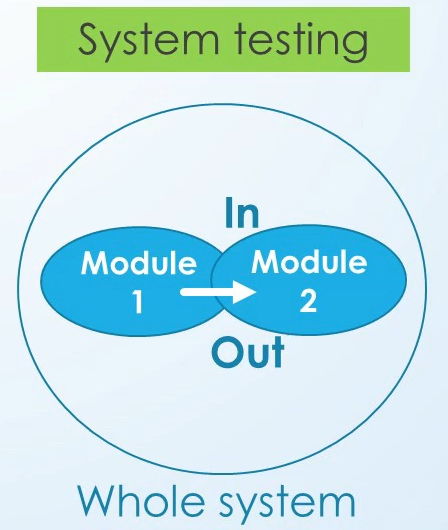 System testing
In
Module
1
Module
2
Out
Whole system